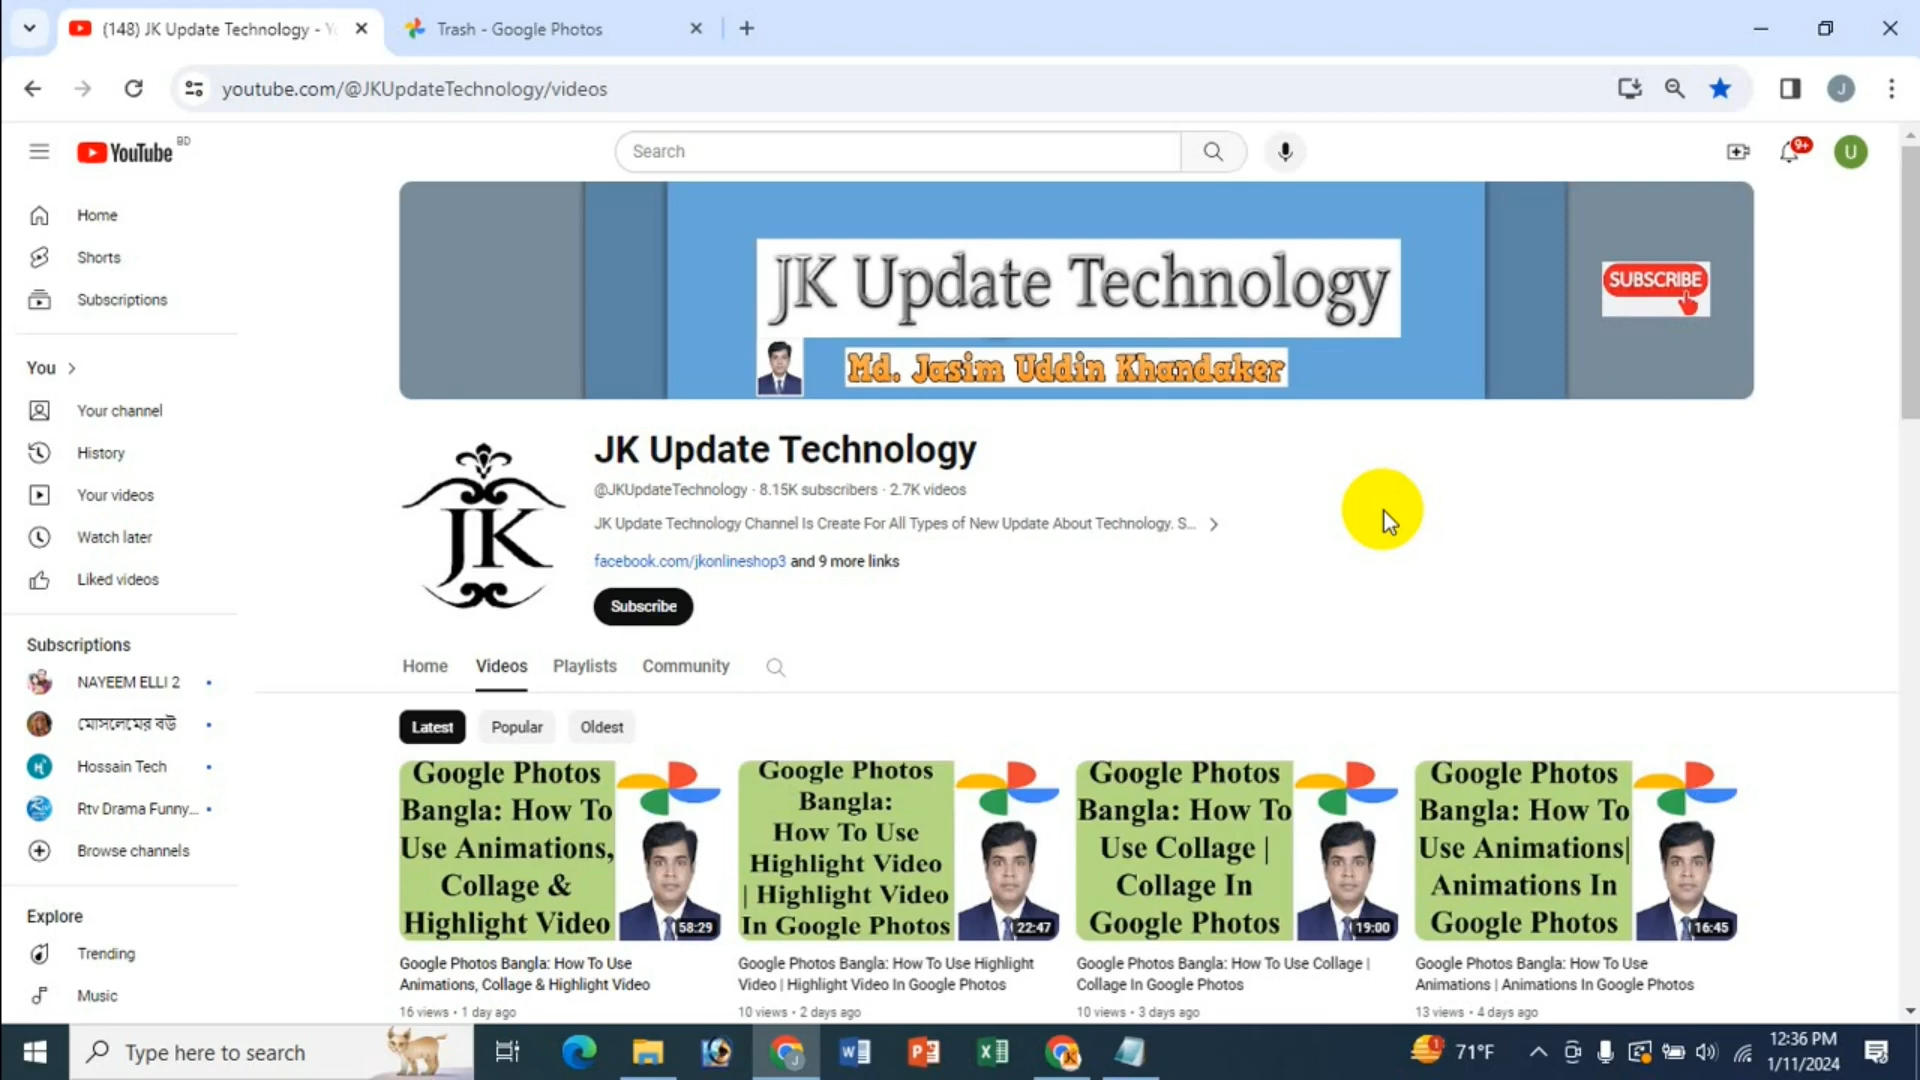 (148) JK Update Technology - Y
Trash - Google Photos
youtube.com/@JKUpdateTechnology/videos
J
YouTube BD
Search
9+
U
Home
Shorts
Subscriptions
You
Your channel
History
Your videos
Watch later
Liked videos
Subscriptions
NAYEEM ELLI 2
মোসলেমের বউ
Hossain Tech
Rtv Drama Funny...
Browse channels
Explore
Trending
Music
JK Update Technology
Md. Jasim Uddin Khandaker
SUBSCRIBE
JK
JK Update Technology
@JKUpdateTechnology · 8.15K subscribers · 2.7K videos
JK Update Technology Channel Is Create For All Types of New Update About Technology. S...
facebook.com/jkonlineshop3 and 9 more links
Subscribe
Home Videos Playlists Community
Latest Popular Oldest
Google Photos
Bangla: How To
Use Animations,
Collage &
Highlight Video
58:29
Google Photos Bangla: How To Use
Animations, Collage & Highlight Video
16 views • 1 day ago
Google Photos
Bangla:
How To Use
Highlight Video
| Highlight Video
In Google Photos
22:47
Google Photos Bangla: How To Use Highlight
Video | Highlight Video In Google Photos
10 views • 2 days ago
Google Photos
Bangla: How To
Use Collage |
Collage In
Google Photos
19:00
Google Photos Bangla: How To Use Collage |
Collage In Google Photos
10 views • 3 days ago
Google Photos
Bangla: How To
Use Animations|
Animations In
Google Photos
16:45
Google Photos Bangla: How To Use
Animations | Animations In Google Photos
13 views • 4 days ago
Type here to search
1
71°F
12:36 PM
1/11/2024